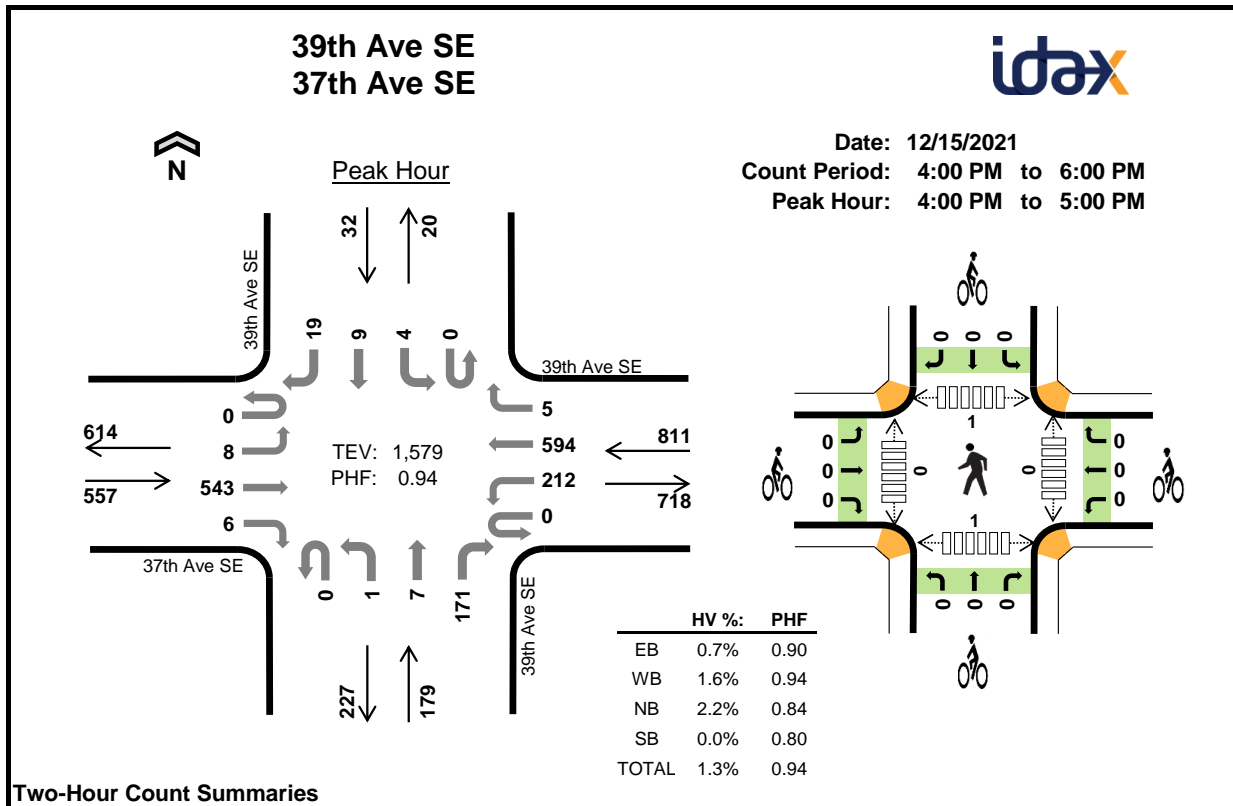 39th Ave SE
37th Ave SE
idax
Date: 12/15/2021
Count Period: 4:00 PM to 6:00 PM
Peak Hour: 4:00 PM to 5:00 PM
N
Peak Hour
32
20
39th Ave SE
19
9
4
0
39th Ave SE
0
8
543
6
614
557
TEV: 1,579
PHF: 0.94
5
594
212
0
811
718
37th Ave SE
0
1
7
171
39th Ave SE
227
179
0 0 0
1
0
0
0
0
0
0
0
0
1
0 0 0
HV %: PHF
EB 0.7% 0.90
WB 1.6% 0.94
NB 2.2% 0.84
SB 0.0% 0.80
TOTAL 1.3% 0.94
Two-Hour Count Summaries